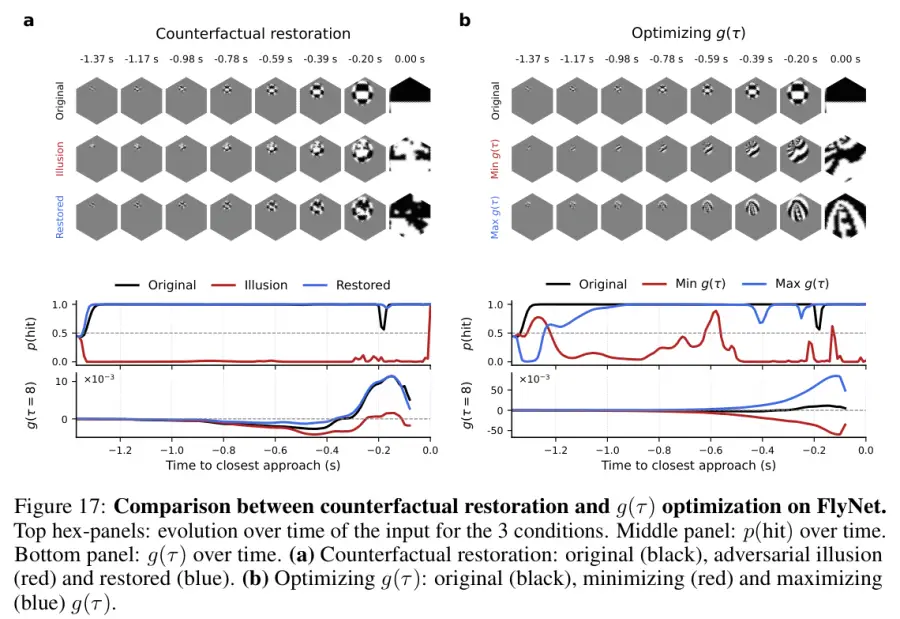 a
Counterfactual restoration
-1.37 s -1.17 s -0.98 s -0.78 s -0.59 s -0.39 s -0.20 s 0.00 s
Original
Illusion
Restored
Original Illusion Restored
p(hit)
1.0
0.5
0.0
g(τ = 8)
×10⁻³
10
0
−1.2 −1.0 −0.8 −0.6 −0.4 −0.2 0.0
Time to closest approach (s)
b
Optimizing g(τ)
-1.37 s -1.17 s -0.98 s -0.78 s -0.59 s -0.39 s -0.20 s 0.00 s
Original
Min g(τ)
Max g(τ)
Original Min g(τ) Max g(τ)
p(hit)
1.0
0.5
0.0
g(τ = 8)
×10⁻³
50
0
−50
−1.2 −1.0 −0.8 −0.6 −0.4 −0.2 0.0
Time to closest approach (s)
Figure 17: Comparison between counterfactual restoration and g(τ) optimization on FlyNet.
Top hex-panels: evolution over time of the input for the 3 conditions. Middle panel: p(hit) over time.
Bottom panel: g(τ) over time. (a) Counterfactual restoration: original (black), adversarial illusion
(red) and restored (blue). (b) Optimizing g(τ): original (black), minimizing (red) and maximizing
(blue) g(τ).